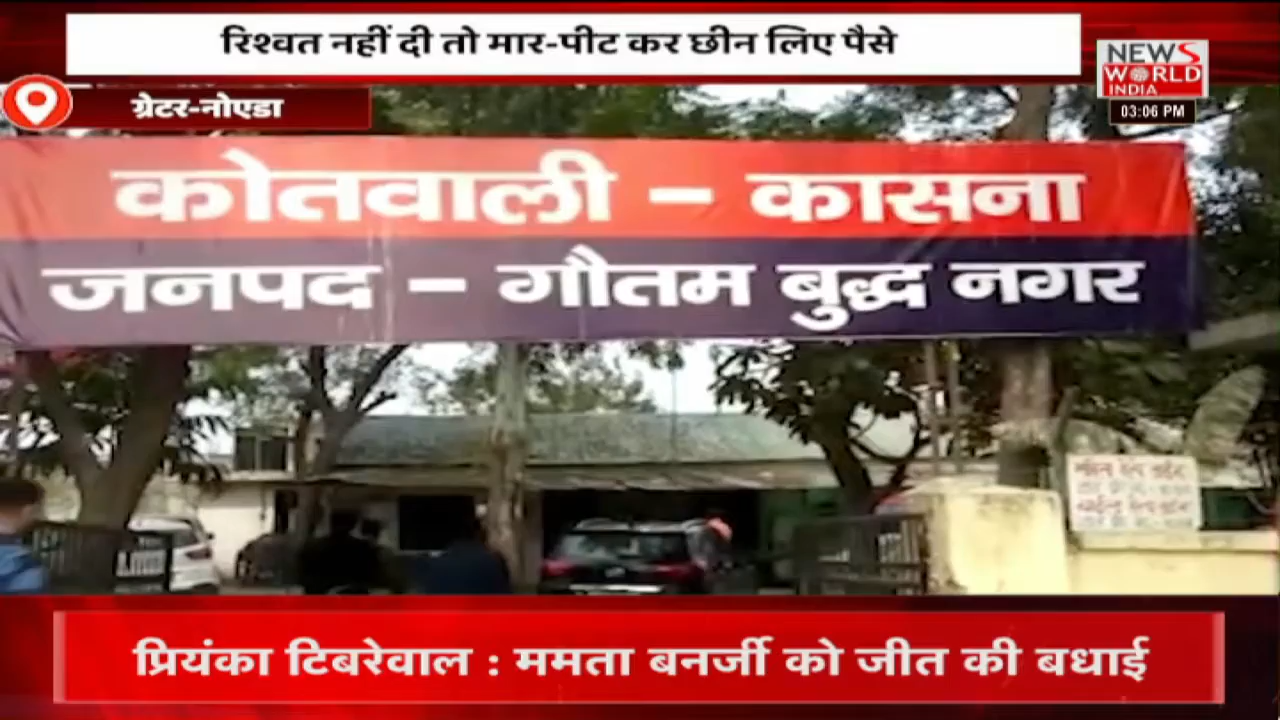 रिश्वत नहीं दी तो मार-पीट कर छीन लिए पैसे
NEWS
WORLD
INDIA
03:06 PM
ग्रेटर-नोएडा
कोतवाली – कासना
जनपद – गौतम बुद्ध नगर
प्रियंका टिबरेवाल : ममता बनर्जी को जीत की बधाई